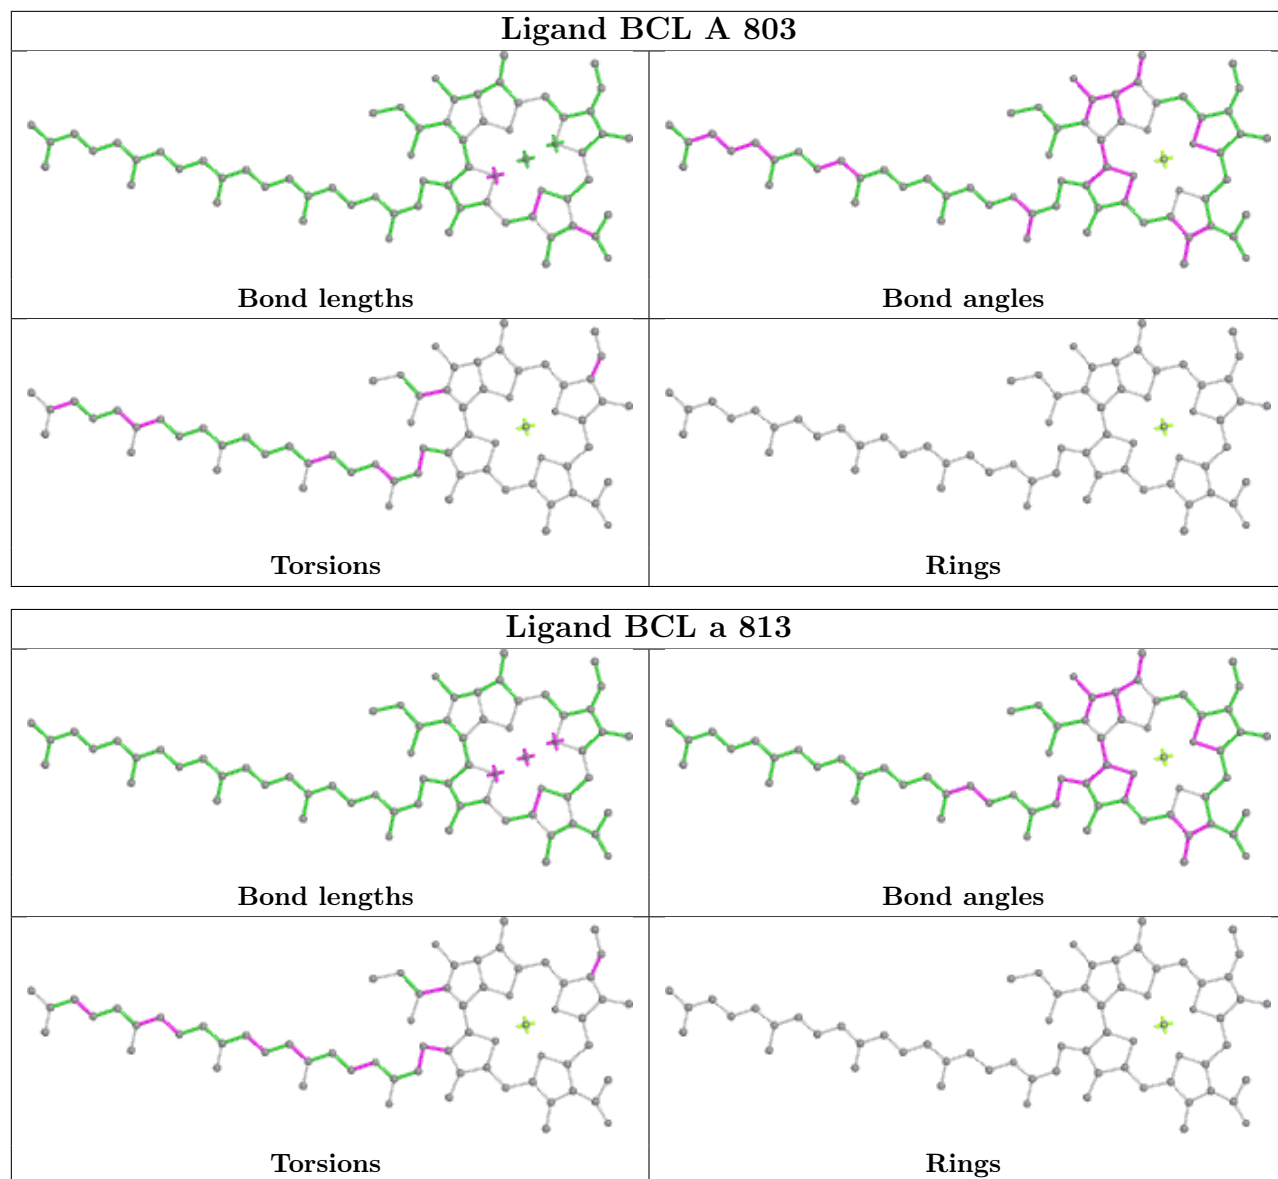 Ligand BCL A 803
Bond lengths
Bond angles
Torsions
Rings
Ligand BCL a 813
Bond lengths
Bond angles
Torsions
Rings